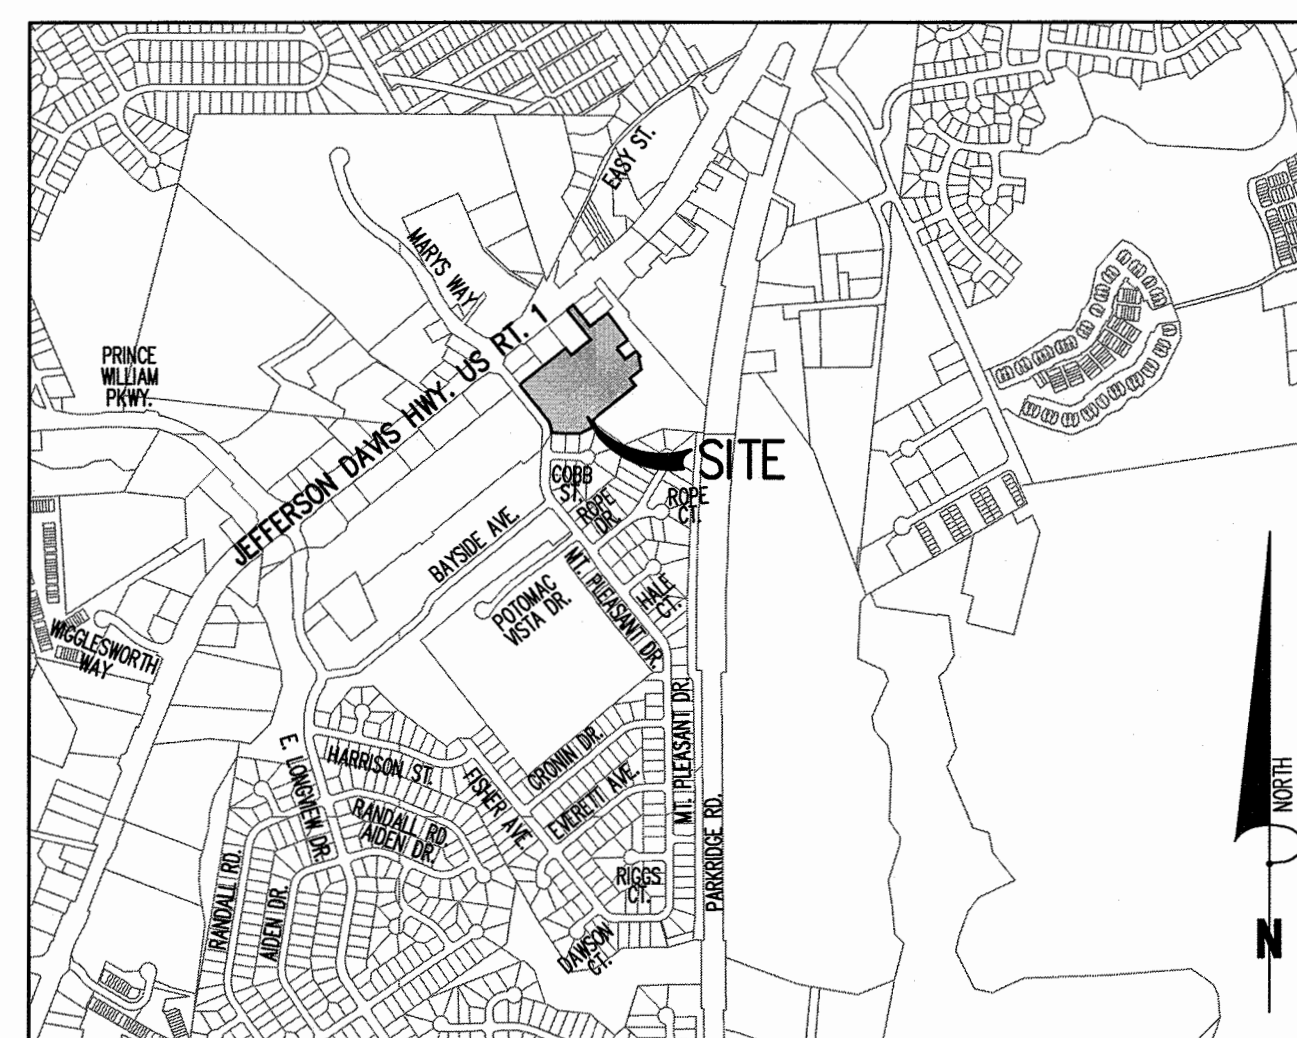 EASY ST.
MARYS WAY
JEFFERSON DAVIS HWY. US RT. 1
PRINCE
WILLIAM
PKWY.
SITE
COBB
ST.
ROPE
DR.
ROPE
CT.
BAYSIDE AVE.
MT. PLEASANT DR.
HALE
CT.
POTOMAC
VISTA DR.
WIGGLESWORTH
WAY
MT. PLEASANT DR.
CRONIN DR.
E. LONGVIEW DR.
HARRISON ST.
FISHER AVE.
EVERETT AVE.
NORTH
RANDALL RD.
AIDEN DR.
PARKRIDGE RD.
RANDALL RD.
AIDEN DR.
RIGGS
CT.
DAWSON
CT.
N